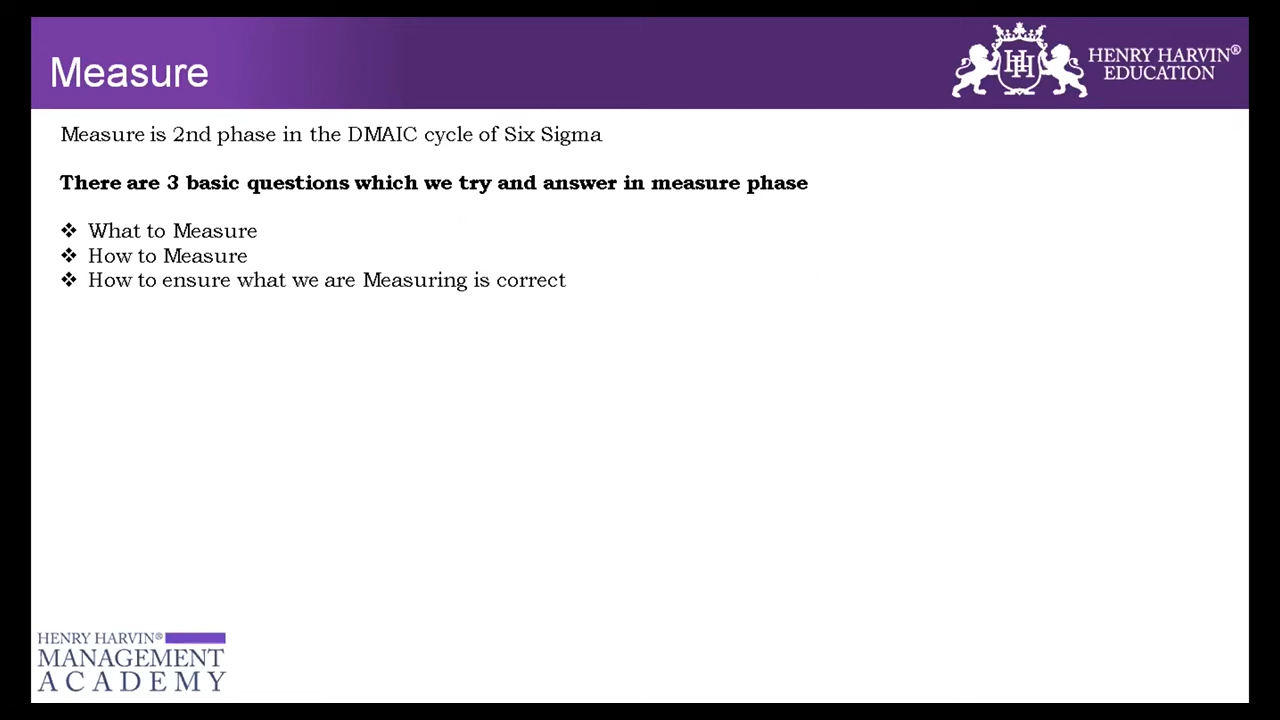 Measure
HENRY HARVIN®
EDUCATION
Measure is 2nd phase in the DMAIC cycle of Six Sigma
There are 3 basic questions which we try and answer in measure phase
❖ What to Measure
❖ How to Measure
❖ How to ensure what we are Measuring is correct
HENRY HARVIN®
MANAGEMENT
ACADEMY